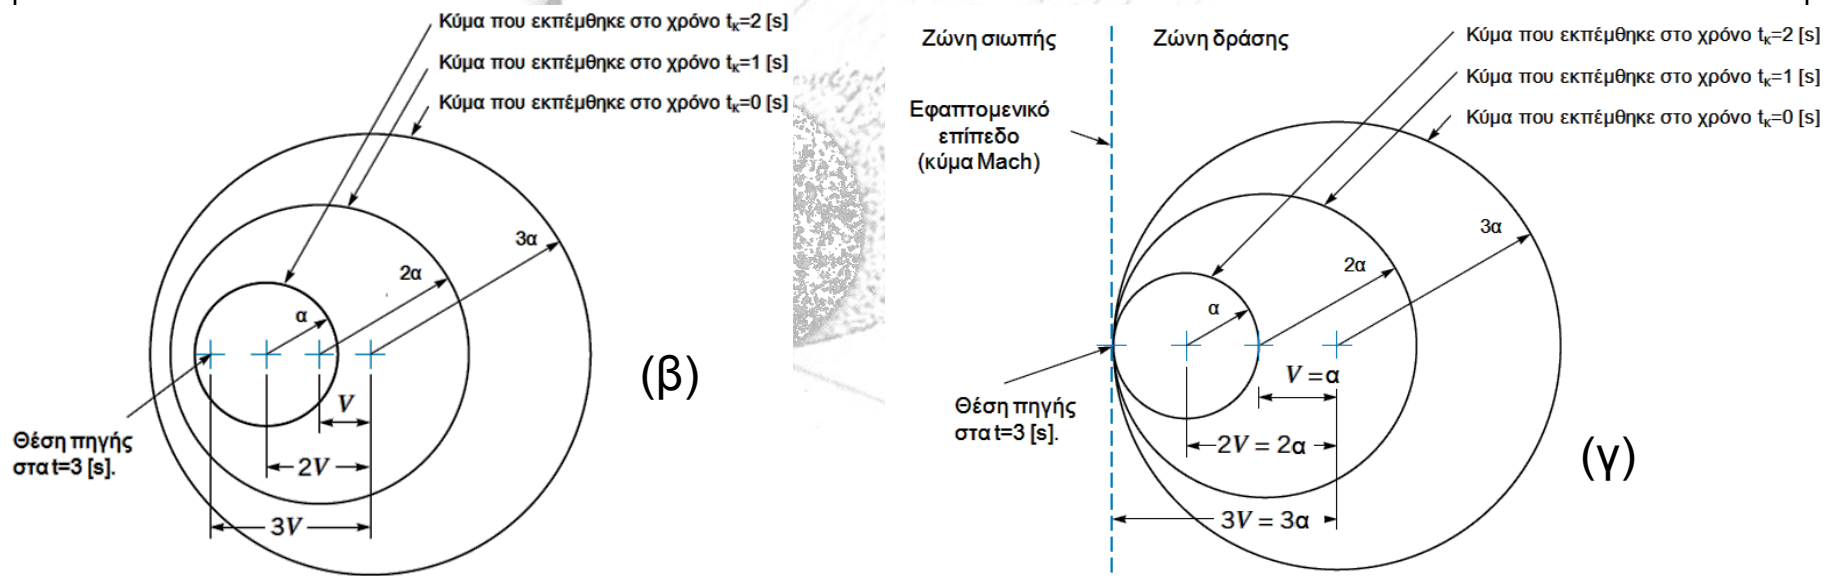 Κύμα που εκπέμθηκε στο χρόνο tκ=2 [s]
Κύμα που εκπέμθηκε στο χρόνο tκ=1 [s]
Κύμα που εκπέμθηκε στο χρόνο tκ=0 [s]
3α
2α
α
V
2V
3V
Θέση πηγής
στα t=3 [s].
(β)
Ζώνη σιωπής
Ζώνη δράσης
Κύμα που εκπέμθηκε στο χρόνο tκ=2 [s]
Κύμα που εκπέμθηκε στο χρόνο tκ=1 [s]
Κύμα που εκπέμθηκε στο χρόνο tκ=0 [s]
Εφαπτομενικό
επίπεδο
(κύμα Mach)
3α
2α
α
V = α
2V = 2α
3V = 3α
Θέση πηγής
στα t=3 [s].
(γ)